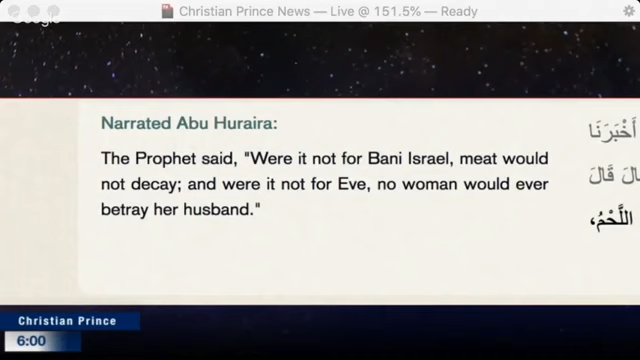 Christian Prince News — Live @ 151.5% — Ready
Google
Narrated Abu Huraira:
The Prophet said, "Were it not for Bani Israel, meat would
not decay; and were it not for Eve, no woman would ever
betray her husband."
أَخْبَرَنَا
قَالَ
اللَّحْمُ،
Christian Prince
6:00